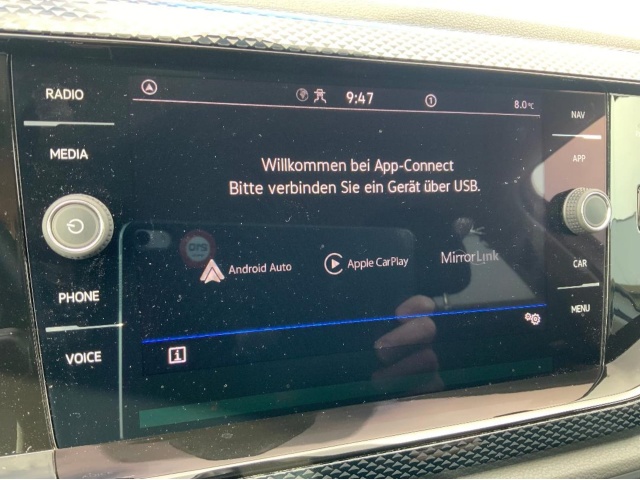 RADIO
MEDIA
PHONE
VOICE
9:47
1
8.0°C
Willkommen bei App-Connect
Bitte verbinden Sie ein Gerät über USB.
Android Auto
Apple CarPlay
MirrorLink
NAV
APP
CAR
MENU